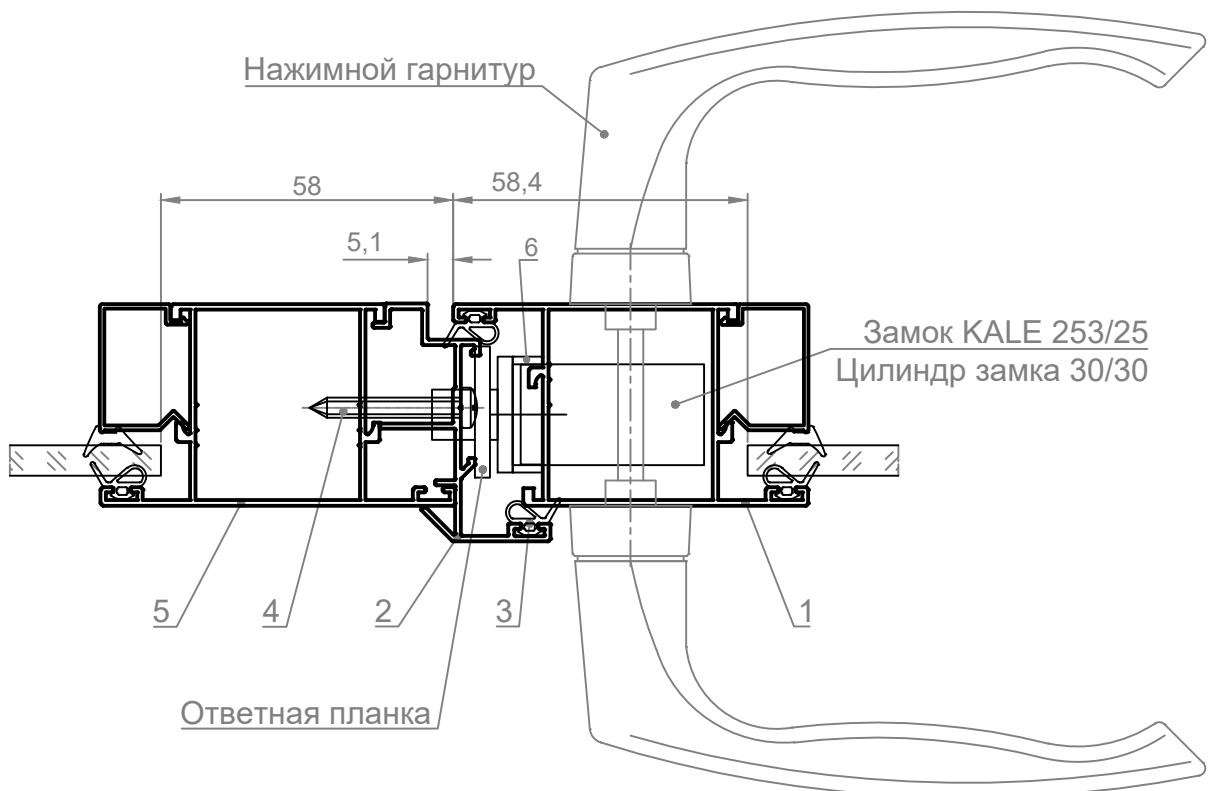 Нажимной гарнитур
58
58,4
5,1
6
Замок KALE 253/25
Цилиндр замка 30/30
5
4
2
3
1
Ответная планка